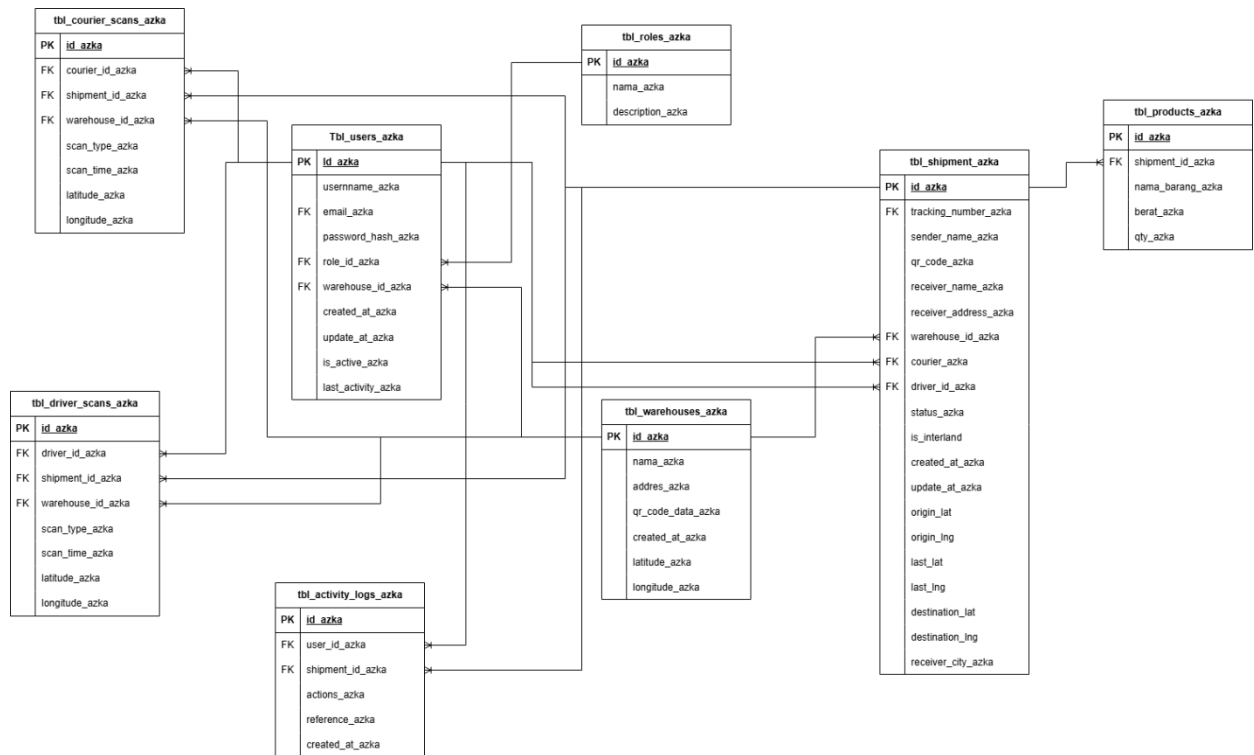 tbl_courier_scans_azka
PK id_azka
FK courier_id_azka
FK shipment_id_azka
FK warehouse_id_azka
scan_type_azka
scan_time_azka
latitude_azka
longitude_azka
tbl_roles_azka
PK id_azka
nama_azka
description_azka
tbl_products_azka
PK id_azka
FK shipment_id_azka
nama_barang_azka
berat_azka
qty_azka
Tbl_users_azka
PK Id_azka
usernname_azka
FK email_azka
password_hash_azka
FK role_id_azka
FK warehouse_id_azka
created_at_azka
update_at_azka
is_active_azka
last_activity_azka
tbl_shipment_azka
PK id_azka
FK tracking_number_azka
sender_name_azka
qr_code_azka
receiver_name_azka
receiver_address_azka
FK warehouse_id_azka
FK courier_azka
FK driver_id_azka
status_azka
is_interland
created_at_azka
update_at_azka
origin_lat
origin_lng
last_lat
last_lng
destination_lat
destination_lng
receiver_city_azka
tbl_driver_scans_azka
PK id_azka
FK driver_id_azka
FK shipment_id_azka
FK warehouse_id_azka
scan_type_azka
scan_time_azka
latitude_azka
longitude_azka
tbl_warehouses_azka
PK id_azka
nama_azka
addres_azka
qr_code_data_azka
created_at_azka
latitude_azka
longitude_azka
tbl_activity_logs_azka
PK id_azka
FK user_id_azka
FK shipment_id_azka
actions_azka
reference_azka
created_at_azka